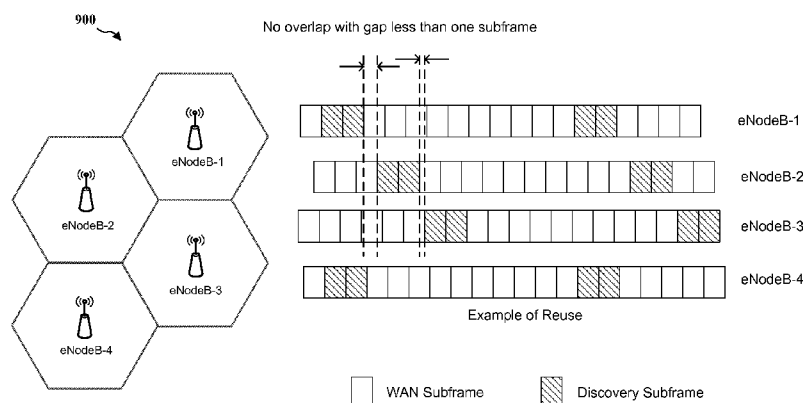 900
No overlap with gap less than one subframe
eNodeB-1
eNodeB-1
eNodeB-2
eNodeB-2
eNodeB-3
eNodeB-3
eNodeB-4
eNodeB-4
Example of Reuse
WAN Subframe
Discovery Subframe